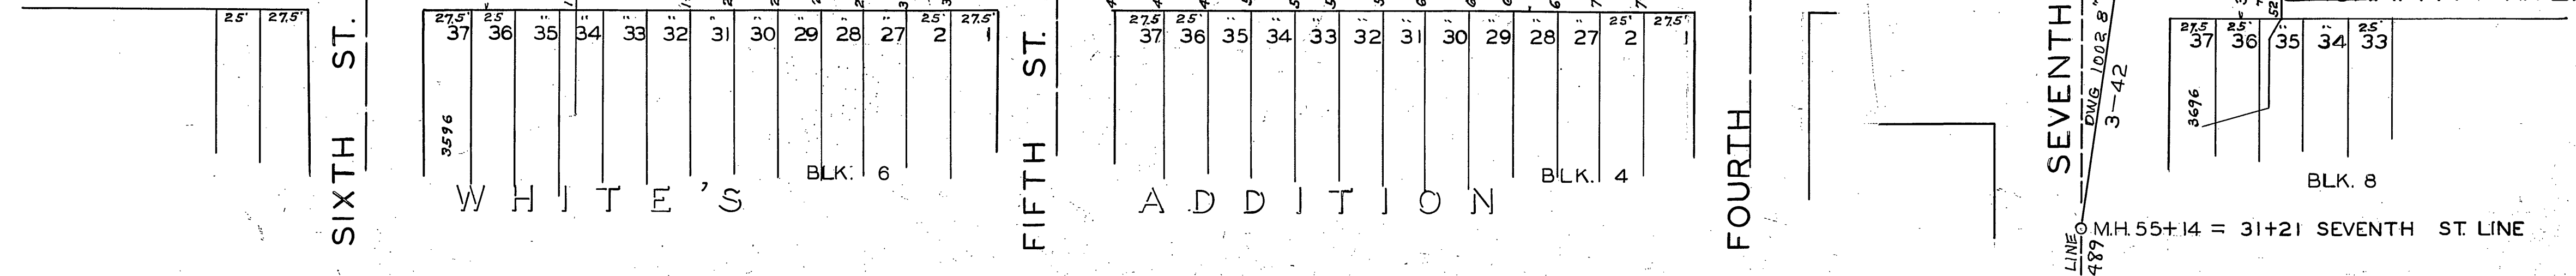 25' 27.5'
SIXTH ST.
27.5' 25' " " " " " " " " " 25' 27.5'
37 36 35 34 33 32 31 30 29 28 27 2 1
3596
BLK. 6
WHITE'S
FIFTH ST.
27.5 25' " " " " " " " " " 25' 27.5'
37 36 35 34 33 32 31 30 29 28 27 2 1
BLK. 4
ADDITION
FOURTH
SEVENTH
DWG 1002 8"
3-42
27.5 25' " " 25'
37 36 35 34 33
3696
BLK. 8
M.H. 55+14 = 31+21 SEVENTH ST. LINE
LINE
489